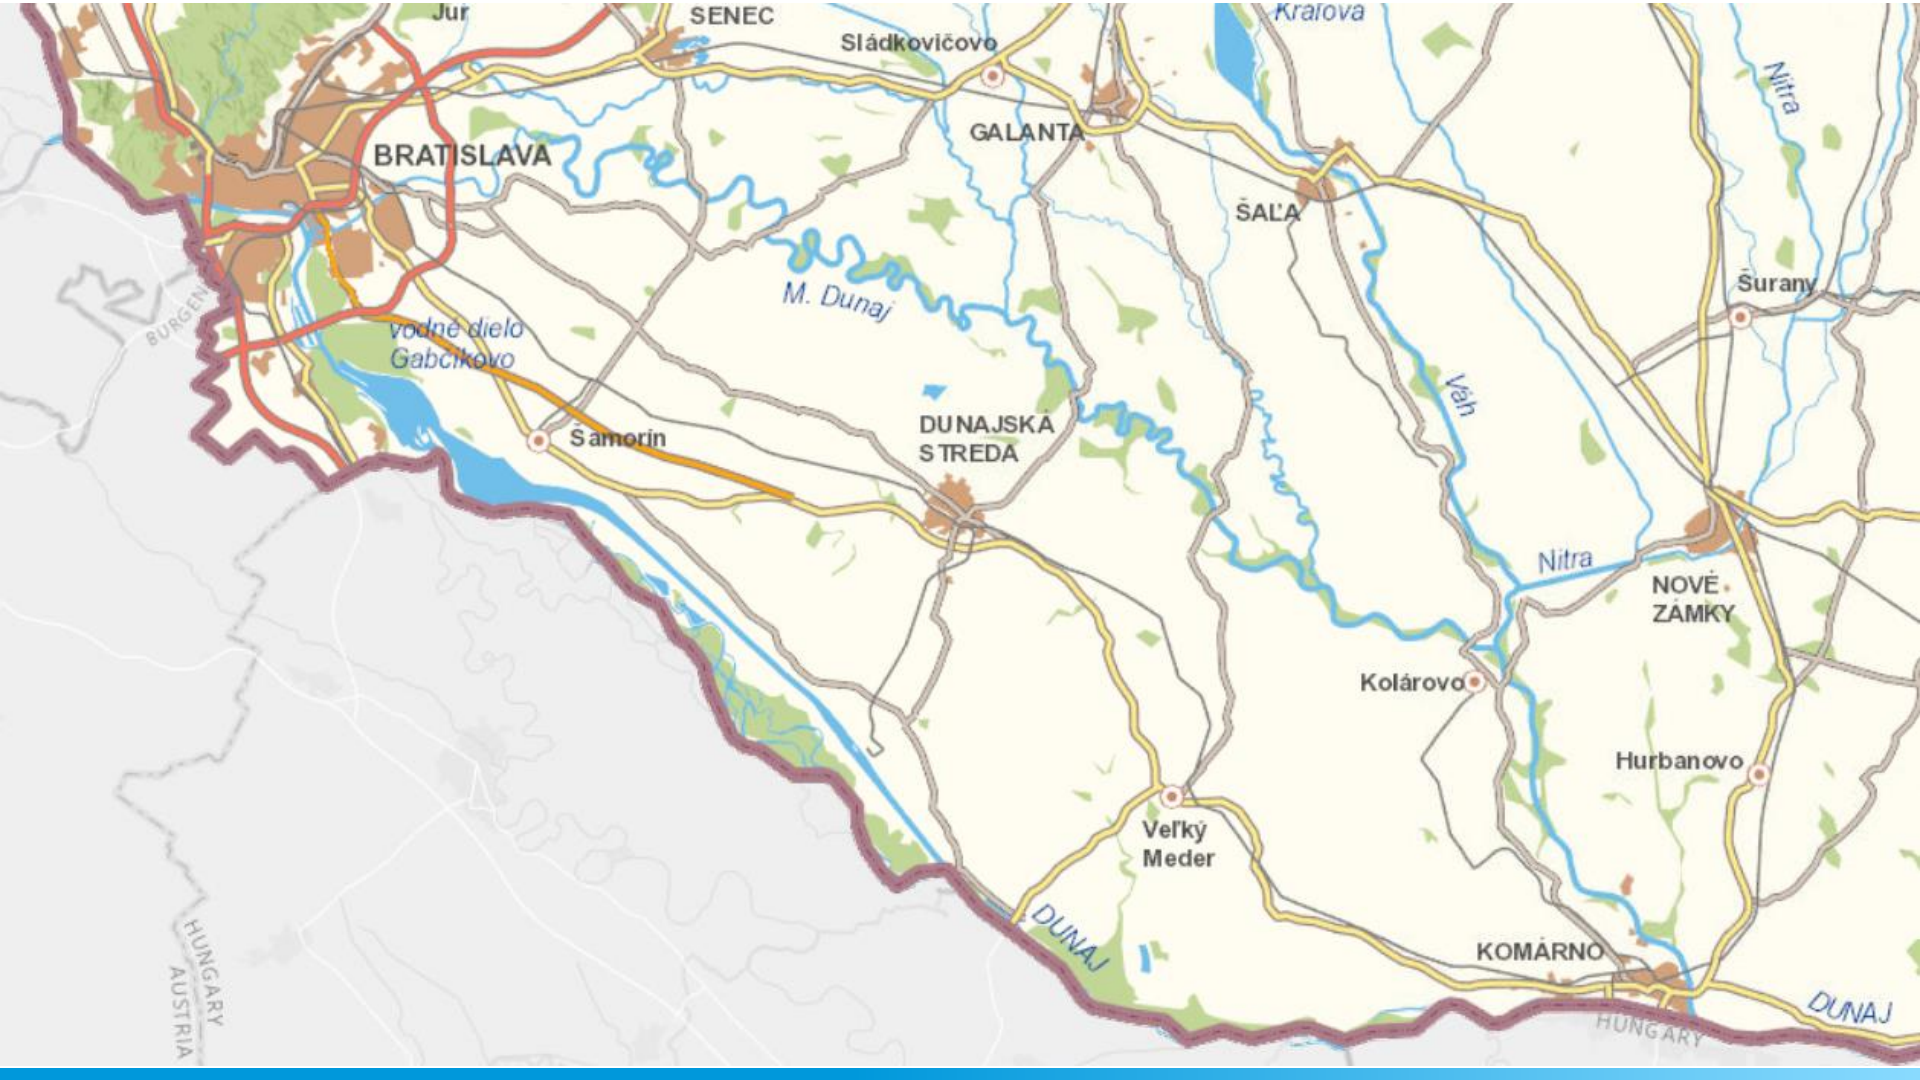 Jur
SENEC
Kráľová
Sládkovičovo
Nitra
GALANTA
BRATISLAVA
ŠAĽA
BURGENL
M. Dunaj
Šurany
vodné dielo
Gabčíkovo
Váh
Šamorín
DUNAJSKÁ
STREDA
Nitra
NOVÉ
ZÁMKY
Kolárovo
Hurbanovo
Veľký
Meder
DUNAJ
KOMÁRNO
HUNGARY
AUSTRIA
DUNAJ
HUNGARY